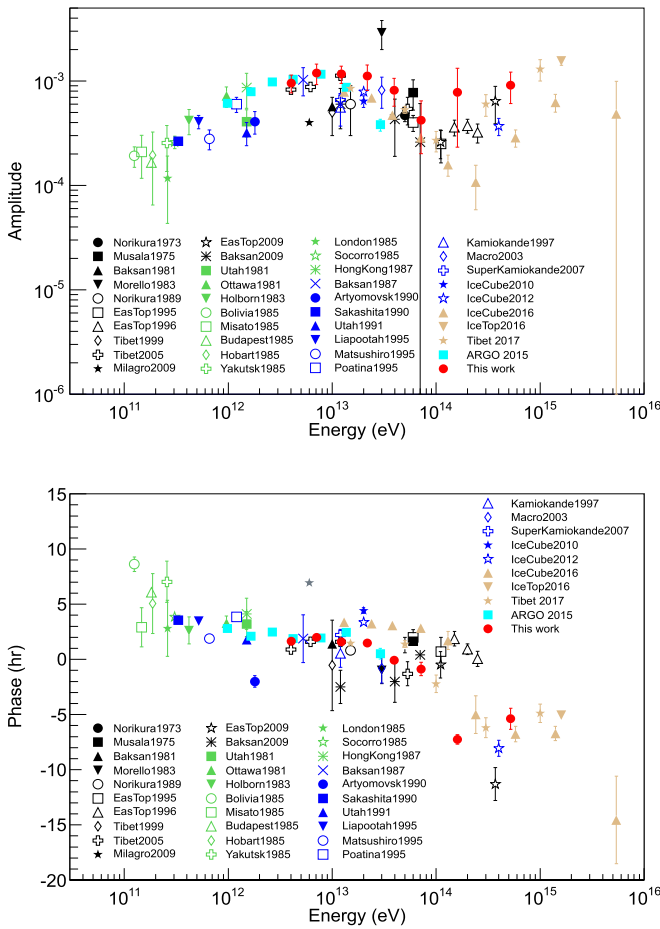 Amplitude
10^-3
10^-4
10^-5
10^-6
Norikura1973
Musala1975
Baksan1981
Morello1983
Norikura1989
EasTop1995
EasTop1996
Tibet1999
Tibet2005
Milagro2009
EasTop2009
Baksan2009
Utah1981
Ottawa1981
Holborn1983
Bolivia1985
Misato1985
Budapest1985
Hobart1985
Yakutsk1985
London1985
Socorro1985
HongKong1987
Baksan1987
Artyomovsk1990
Sakashita1990
Utah1991
Liapootah1995
Matsushiro1995
Poatina1995
Kamiokande1997
Macro2003
SuperKamiokande2007
IceCube2010
IceCube2012
IceCube2016
IceTop2016
Tibet 2017
ARGO 2015
This work
10^11 10^12 10^13 10^14 10^15 10^16
Energy (eV)
Phase (hr)
15
10
5
0
-5
-10
-15
-20
Kamiokande1997
Macro2003
SuperKamiokande2007
IceCube2010
IceCube2012
IceCube2016
IceTop2016
Tibet 2017
ARGO 2015
This work
Norikura1973
Musala1975
Baksan1981
Morello1983
Norikura1989
EasTop1995
EasTop1996
Tibet1999
Tibet2005
Milagro2009
EasTop2009
Baksan2009
Utah1981
Ottawa1981
Holborn1983
Bolivia1985
Misato1985
Budapest1985
Hobart1985
Yakutsk1985
London1985
Socorro1985
HongKong1987
Baksan1987
Artyomovsk1990
Sakashita1990
Utah1991
Liapootah1995
Matsushiro1995
Poatina1995
10^11 10^12 10^13 10^14 10^15 10^16
Energy (eV)